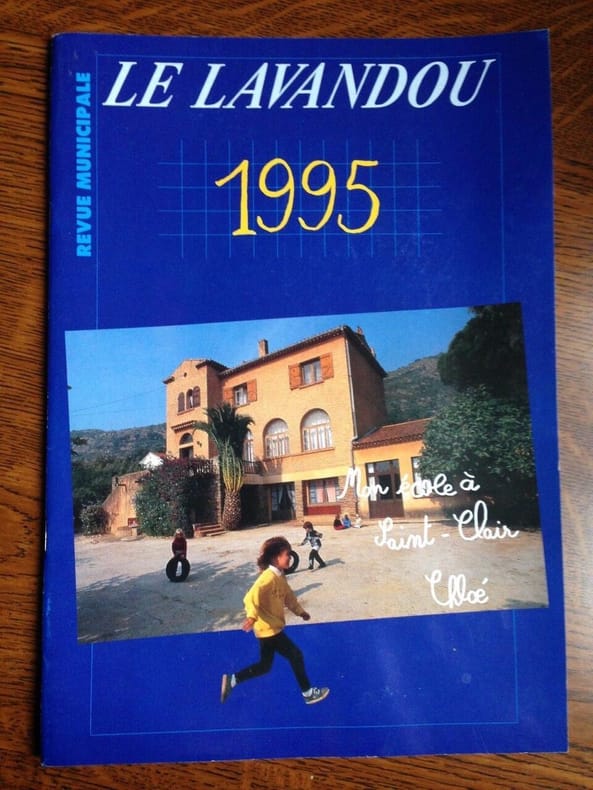 REVUE MUNICIPALE
LE LAVANDOU
1995
Mon école à
Saint-Clair
Chloé